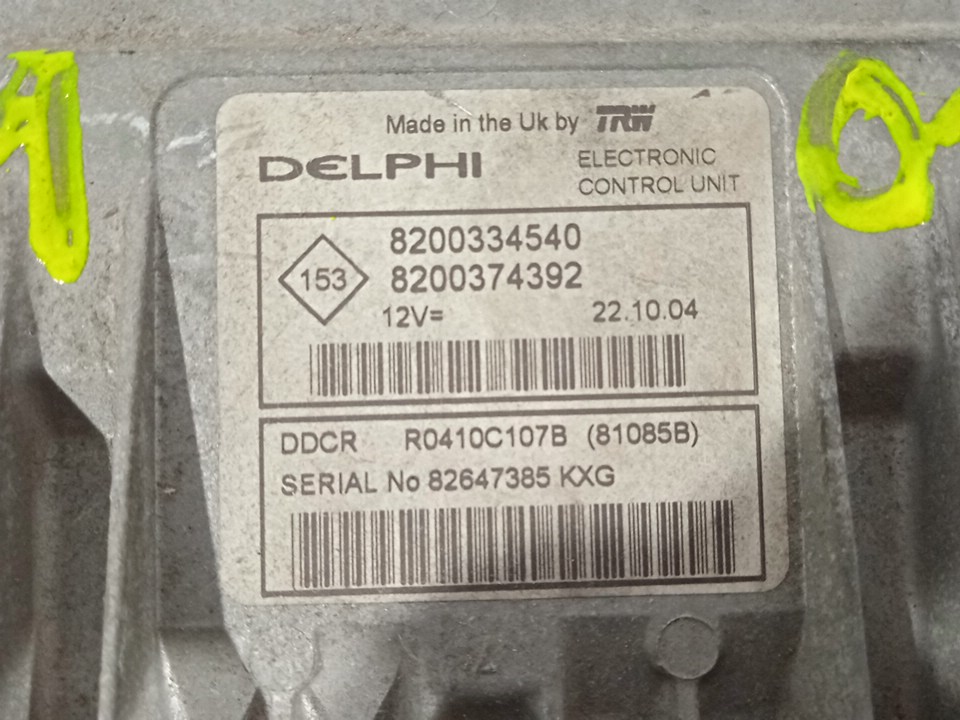 Made in the Uk by TRW
DELPHI
ELECTRONIC
CONTROL UNIT
153
8200334540
8200374392
12V=
22.10.04
DDCR R0410C107B (81085B)
SERIAL No 82647385 KXG